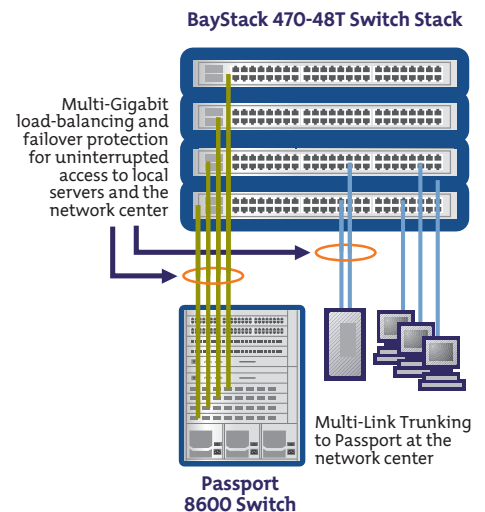 BayStack 470-48T Switch Stack
Multi-Gigabit
load-balancing and
failover protection
for uninterrupted
access to local
servers and the
network center
Multi-Link Trunking
to Passport at the
network center
Passport
8600 Switch